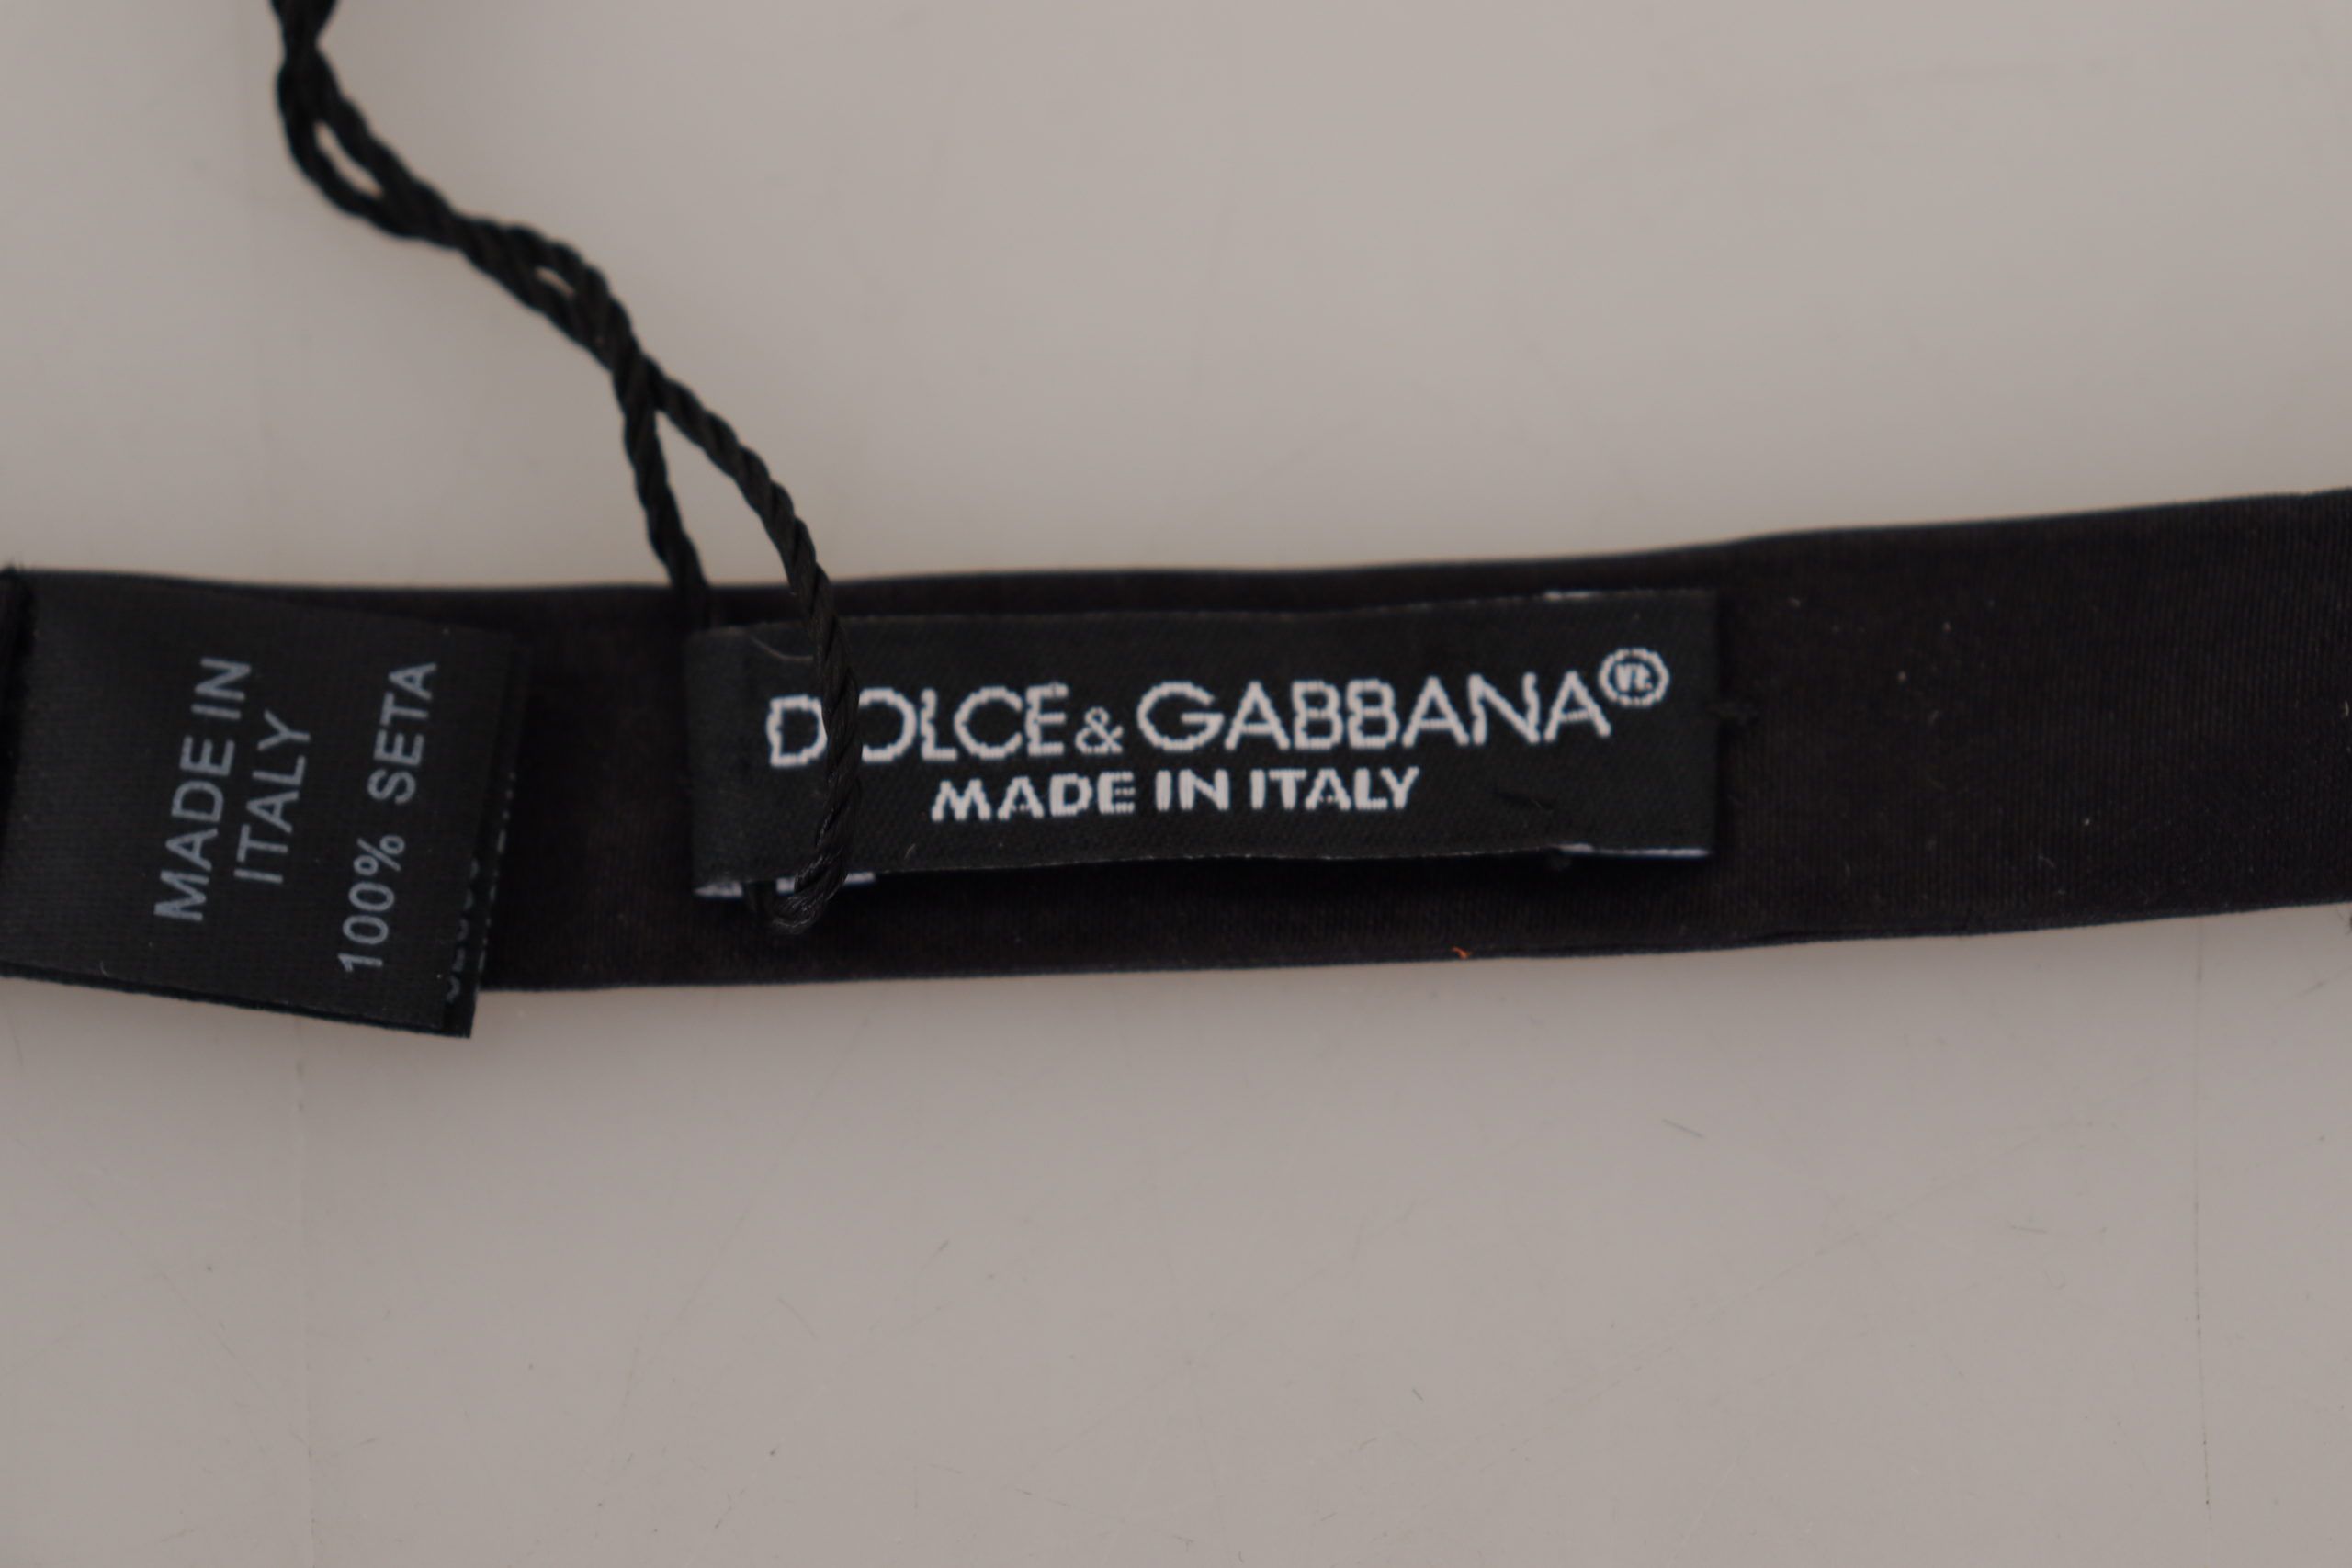 MADE IN
ITALY
100% SETA
DOLCE&GABBANA®
MADE IN ITALY